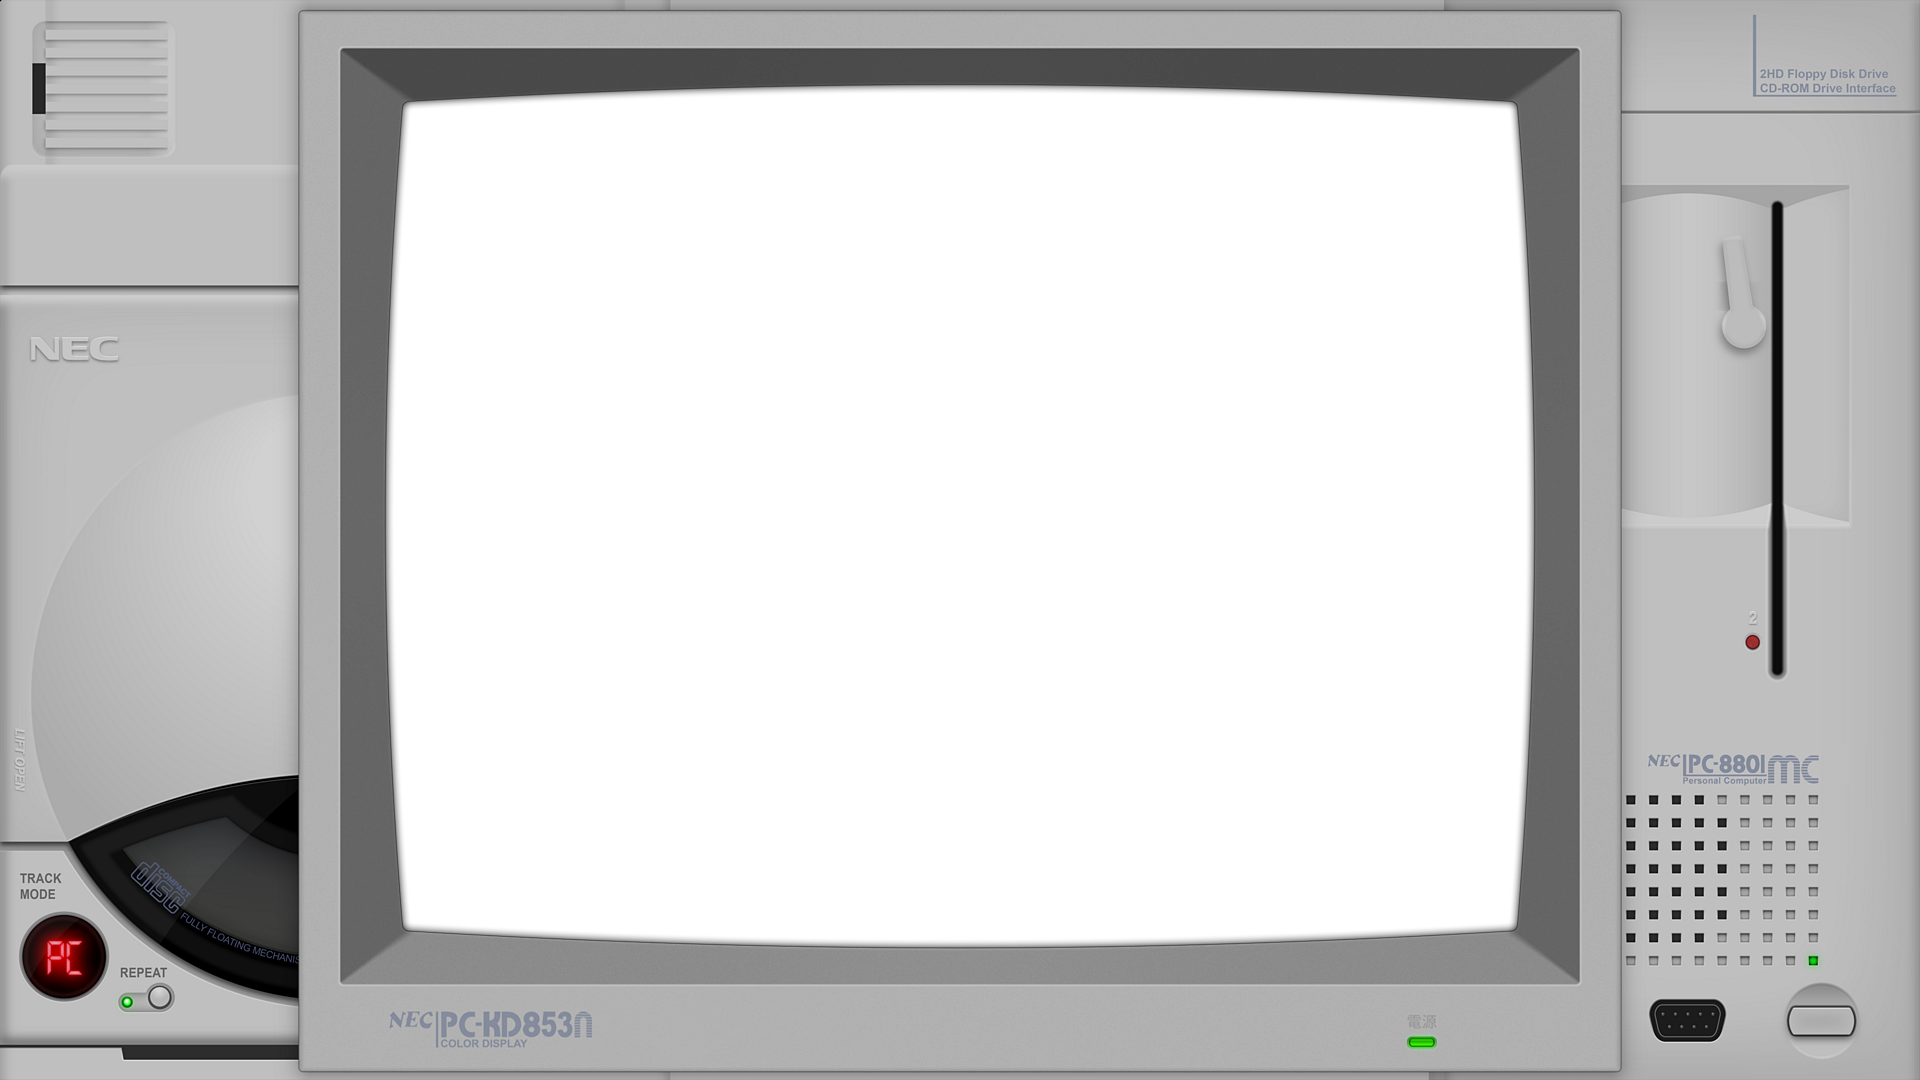 2HD Floppy Disk Drive
CD-ROM Drive Interface
NEC
LIFT OPEN
2
NEC PC-8801mc
Personal Computer
TRACK
MODE
PC
COMPACT
disc
FULLY FLOATING MECHANIS
REPEAT
NEC PC-KD853n
COLOR DISPLAY
電源